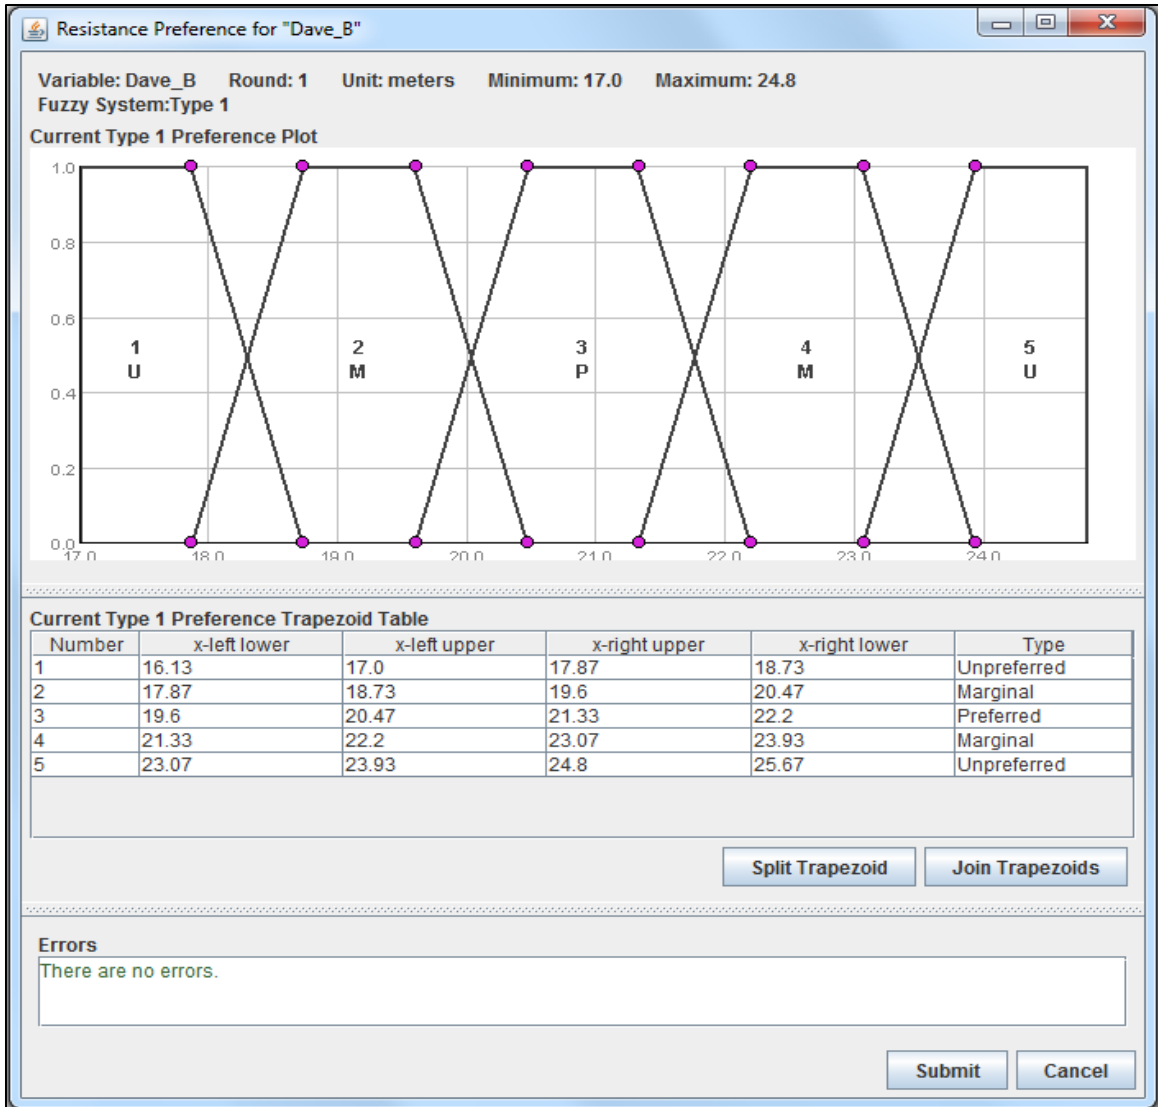 Resistance Preference for "Dave_B"
Variable: Dave_B Round: 1 Unit: meters Minimum: 17.0 Maximum: 24.8
Fuzzy System:Type 1
Current Type 1 Preference Plot
1.0
0.8
0.6
1 2 3 4 5
U M P M U
0.4
0.2
0.0
17.0 18.0 19.0 20.0 21.0 22.0 23.0 24.0
Current Type 1 Preference Trapezoid Table
Number x-left lower x-left upper x-right upper x-right lower Type
1 16.13 17.0 17.87 18.73 Unpreferred
2 17.87 18.73 19.6 20.47 Marginal
3 19.6 20.47 21.33 22.2 Preferred
4 21.33 22.2 23.07 23.93 Marginal
5 23.07 23.93 24.8 25.67 Unpreferred
Split Trapezoid Join Trapezoids
Errors
There are no errors.
Submit Cancel